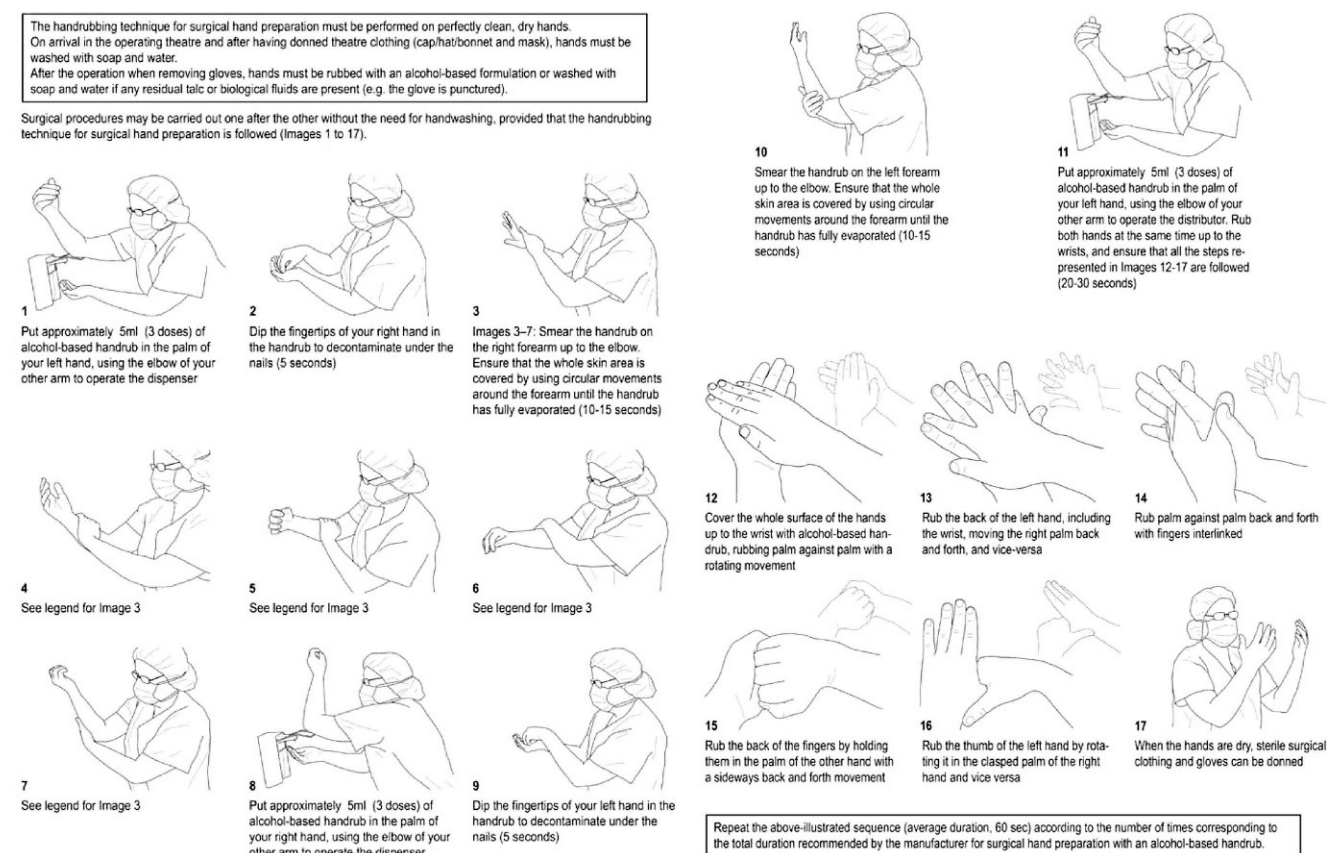 The handrubbing technique for surgical hand preparation must be performed on perfectly clean, dry hands.
On arrival in the operating theatre and after having donned theatre clothing (cap/hat/bonnet and mask), hands must be
washed with soap and water.
After the operation when removing gloves, hands must be rubbed with an alcohol-based formulation or washed with
soap and water if any residual talc or biological fluids are present (e.g. the glove is punctured).
Surgical procedures may be carried out one after the other without the need for handwashing, provided that the handrubbing
technique for surgical hand preparation is followed (Images 1 to 17).
1
Put approximately 5ml (3 doses) of
alcohol-based handrub in the palm of
your left hand, using the elbow of your
other arm to operate the dispenser
2
Dip the fingertips of your right hand in
the handrub to decontaminate under the
nails (5 seconds)
3
Images 3–7: Smear the handrub on
the right forearm up to the elbow.
Ensure that the whole skin area is
covered by using circular movements
around the forearm until the handrub
has fully evaporated (10-15 seconds)
4
See legend for Image 3
5
See legend for Image 3
6
See legend for Image 3
7
See legend for Image 3
8
Put approximately 5ml (3 doses) of
alcohol-based handrub in the palm of
your right hand, using the elbow of your
other arm to operate the dispenser
9
Dip the fingertips of your left hand in the
handrub to decontaminate under the
nails (5 seconds)
10
Smear the handrub on the left forearm
up to the elbow. Ensure that the whole
skin area is covered by using circular
movements around the forearm until the
handrub has fully evaporated (10-15
seconds)
11
Put approximately 5ml (3 doses) of
alcohol-based handrub in the palm of
your left hand, using the elbow of your
other arm to operate the distributor. Rub
both hands at the same time up to the
wrists, and ensure that all the steps re-
presented in Images 12-17 are followed
(20-30 seconds)
12
Cover the whole surface of the hands
up to the wrist with alcohol-based han-
drub, rubbing palm against palm with a
rotating movement
13
Rub the back of the left hand, including
the wrist, moving the right palm back
and forth, and vice-versa
14
Rub palm against palm back and forth
with fingers interlinked
15
Rub the back of the fingers by holding
them in the palm of the other hand with
a sideways back and forth movement
16
Rub the thumb of the left hand by rota-
ting it in the clasped palm of the right
hand and vice versa
17
When the hands are dry, sterile surgical
clothing and gloves can be donned
Repeat the above-illustrated sequence (average duration, 60 sec) according to the number of times corresponding to
the total duration recommended by the manufacturer for surgical hand preparation with an alcohol-based handrub.